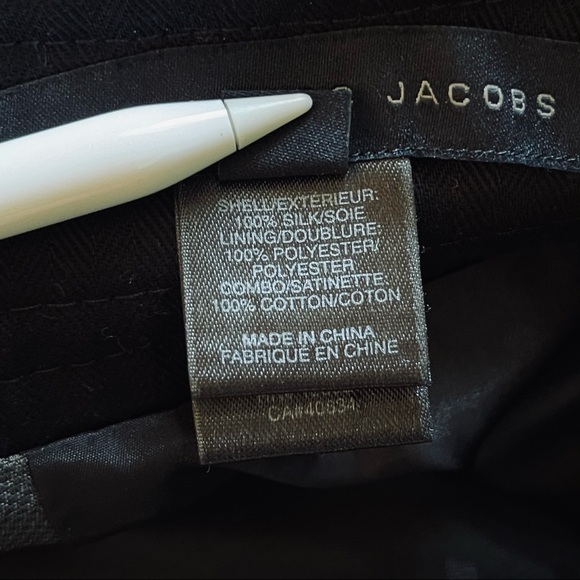 JACOBS
SHELL/EXTERIEUR:
100% SILK/SOIE
LINING/DOUBLURE:
100% POLYESTER/
POLYESTER
COMBO/SATINETTE:
100% COTTON/COTON
MADE IN CHINA
FABRIQUE EN CHINE
CA#40834